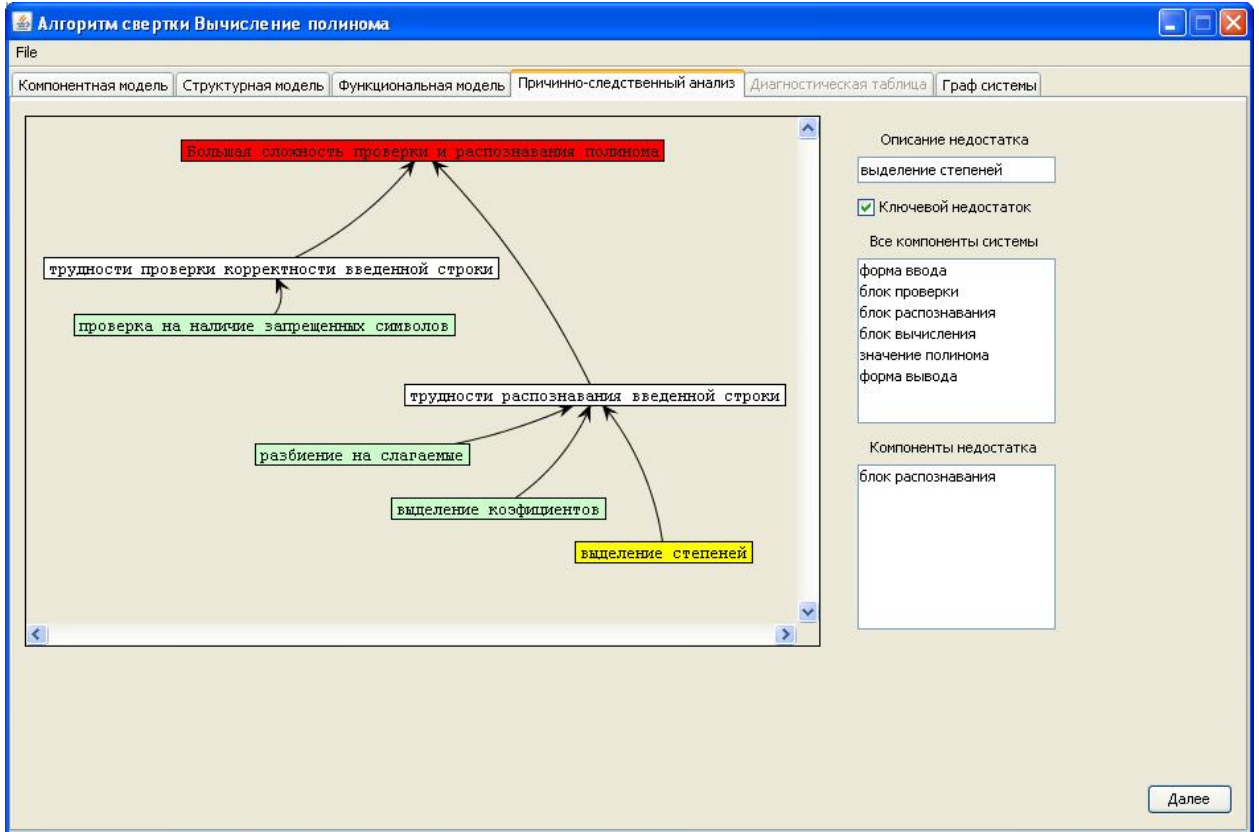 Алгоритм свертки Вычисление полинома
File
Компонентная модель
Структурная модель
Функциональная модель
Причинно-следственный анализ
Диагностическая таблица
Граф системы
Большая сложность проверки и распознавания полинома
трудности проверки корректности введенной строки
проверка на наличие запрещенных символов
трудности распознавания введенной строки
разбиение на слагаемые
выделение коэфициентов
выделение степеней
Описание недостатка
выделение степеней
Ключевой недостаток
Все компоненты системы
форма ввода
блок проверки
блок распознавания
блок вычисления
значение полинома
форма вывода
Компоненты недостатка
блок распознавания
Далее